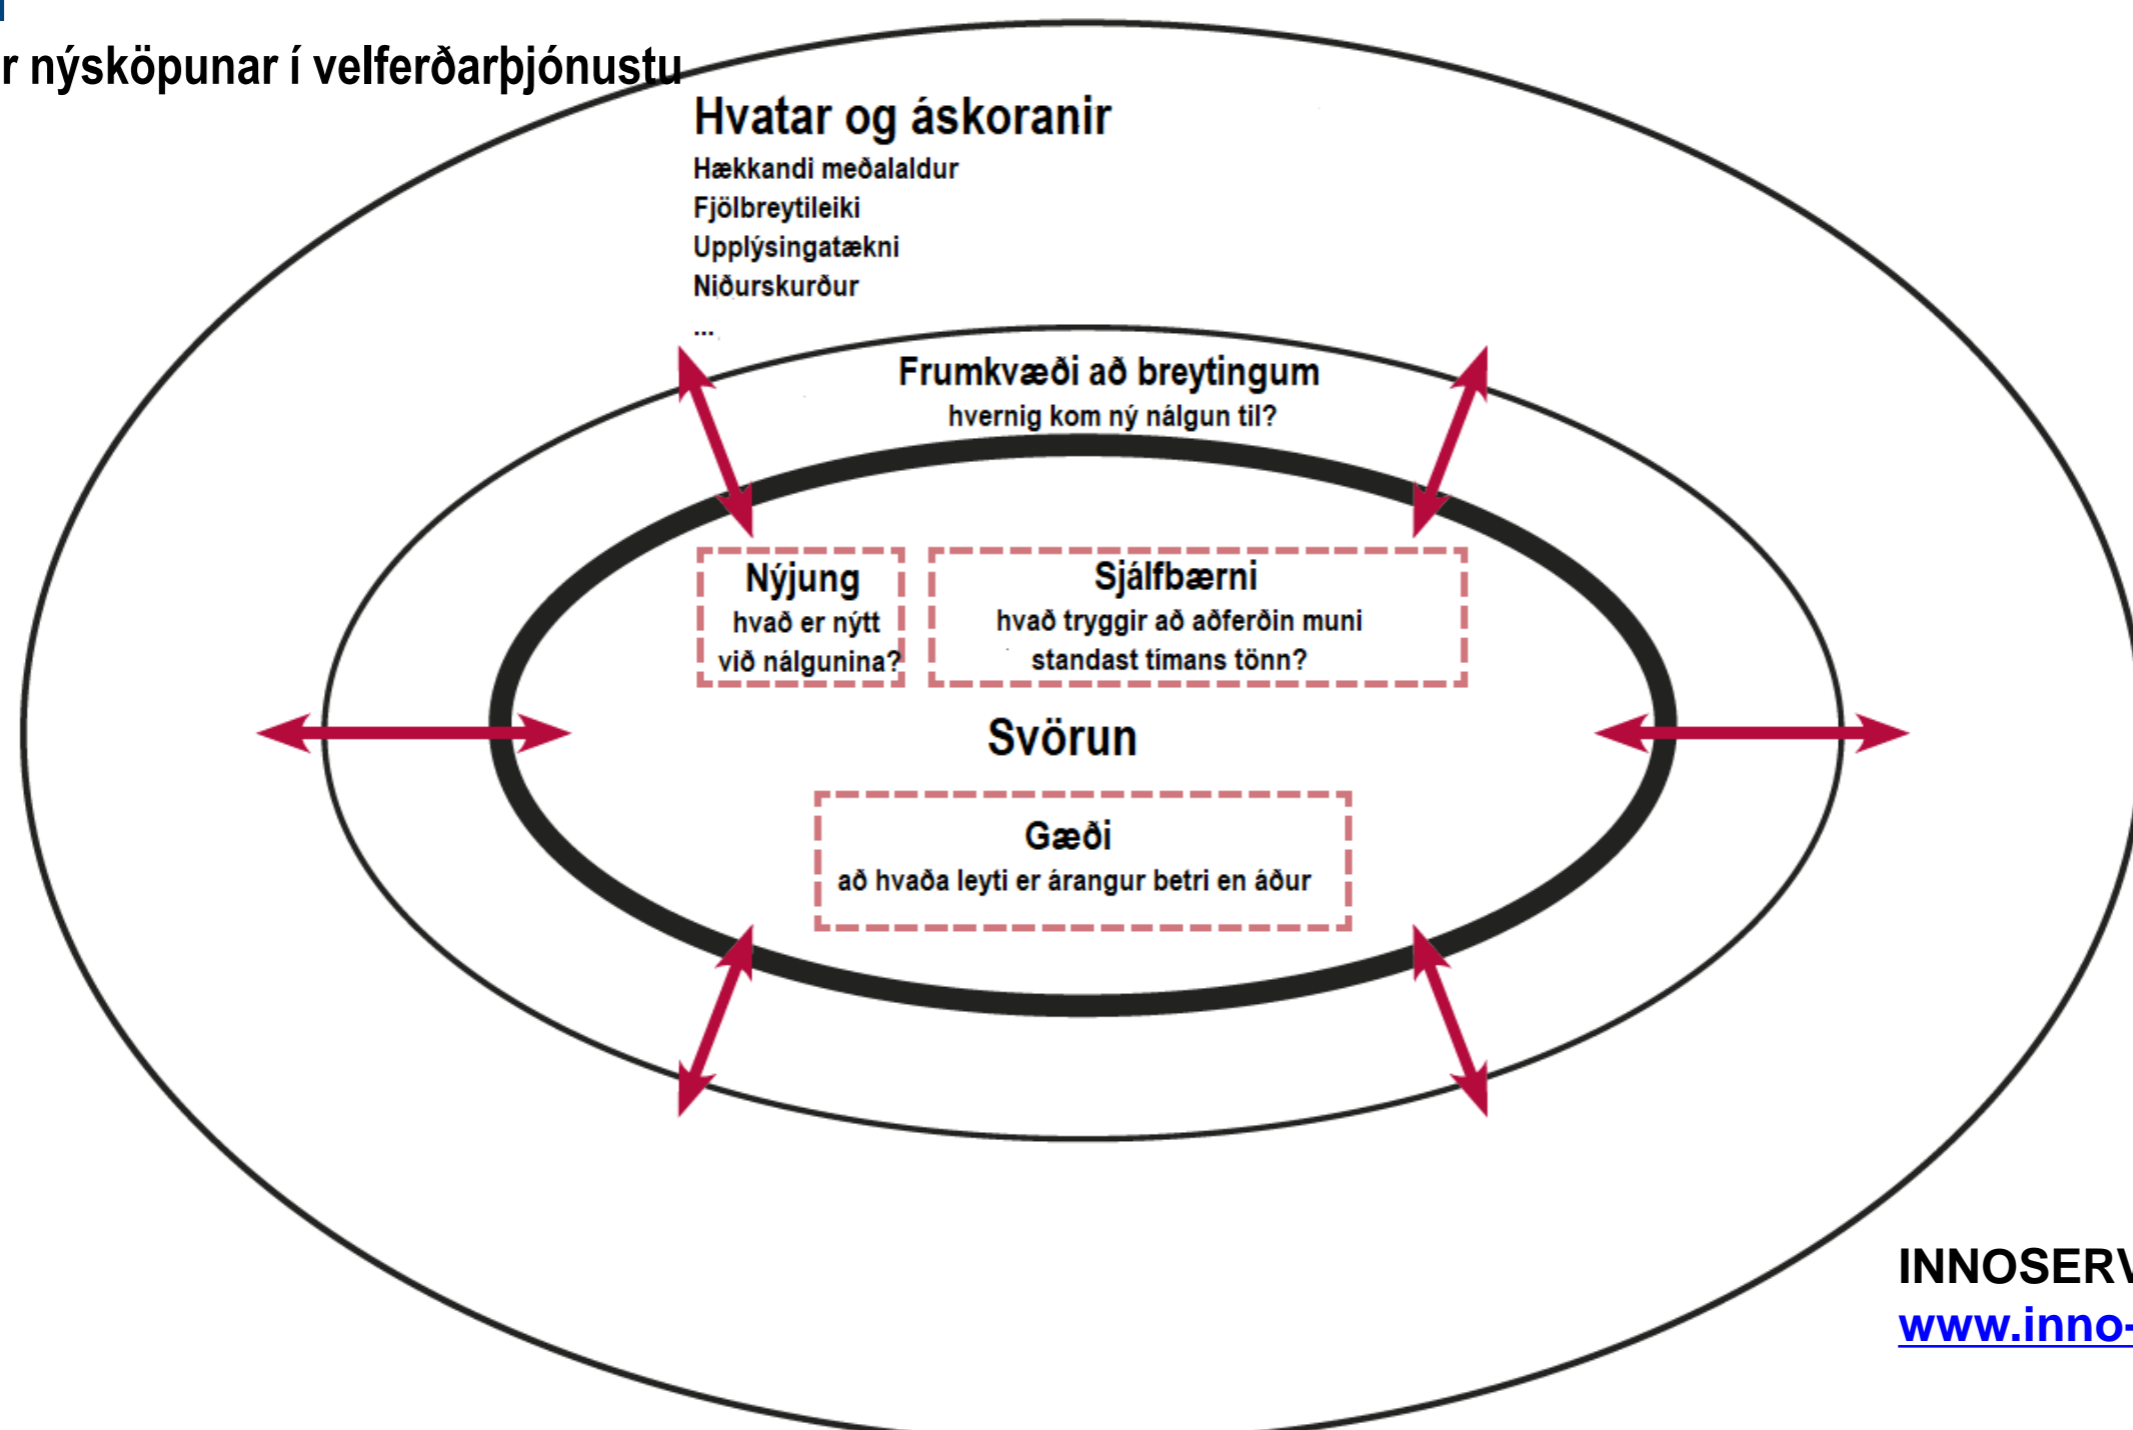 r nýsköpunar í velferðarþjónustu
Hvatar og áskoranir
Hækkandi meðalaldur
Fjölbreytileiki
Upplýsingatækni
Niðurskurður
...
Frumkvæði að breytingum
hvernig kom ný nálgun til?
Nýjung
hvað er nýtt
við nálgunina?
Sjálfbærni
hvað tryggir að aðferðin muni
standast tímans tönn?
Svörun
Gæði
að hvaða leyti er árangur betri en áður
INNOSERV
www.inno-